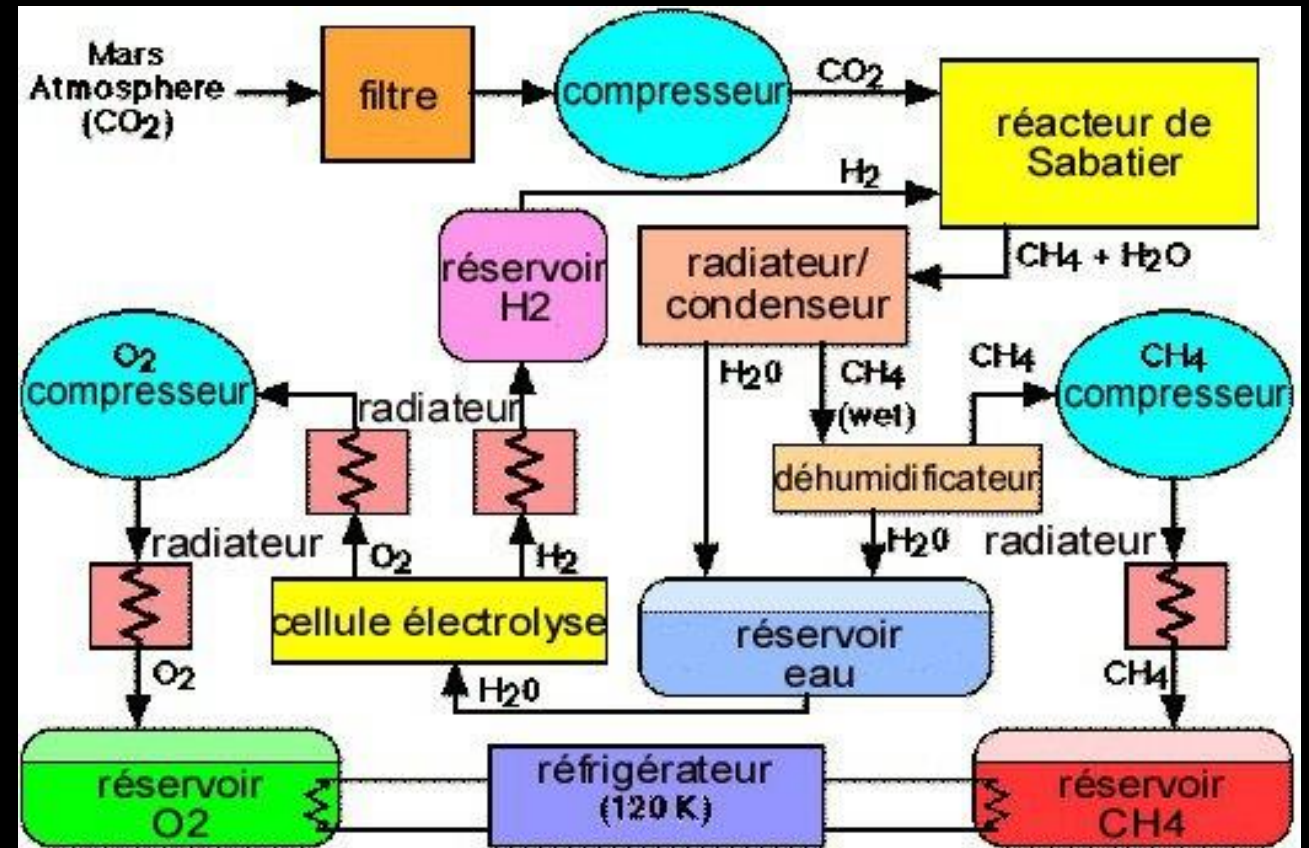 Mars
Atmosphere
(CO2)
filtre
compresseur
CO2
réacteur de
Sabatier
H2
réservoir
H2
radiateur/
condenseur
CH4 + H2O
O2
compresseur
radiateur
H20
CH4
(wet)
CH4
CH4
compresseur
déhumidificateur
radiateur
O2
H2
H20
radiateur
cellule électrolyse
réservoir
eau
O2
H20
CH4
réservoir
O2
réfrigérateur
(120 K)
réservoir
CH4